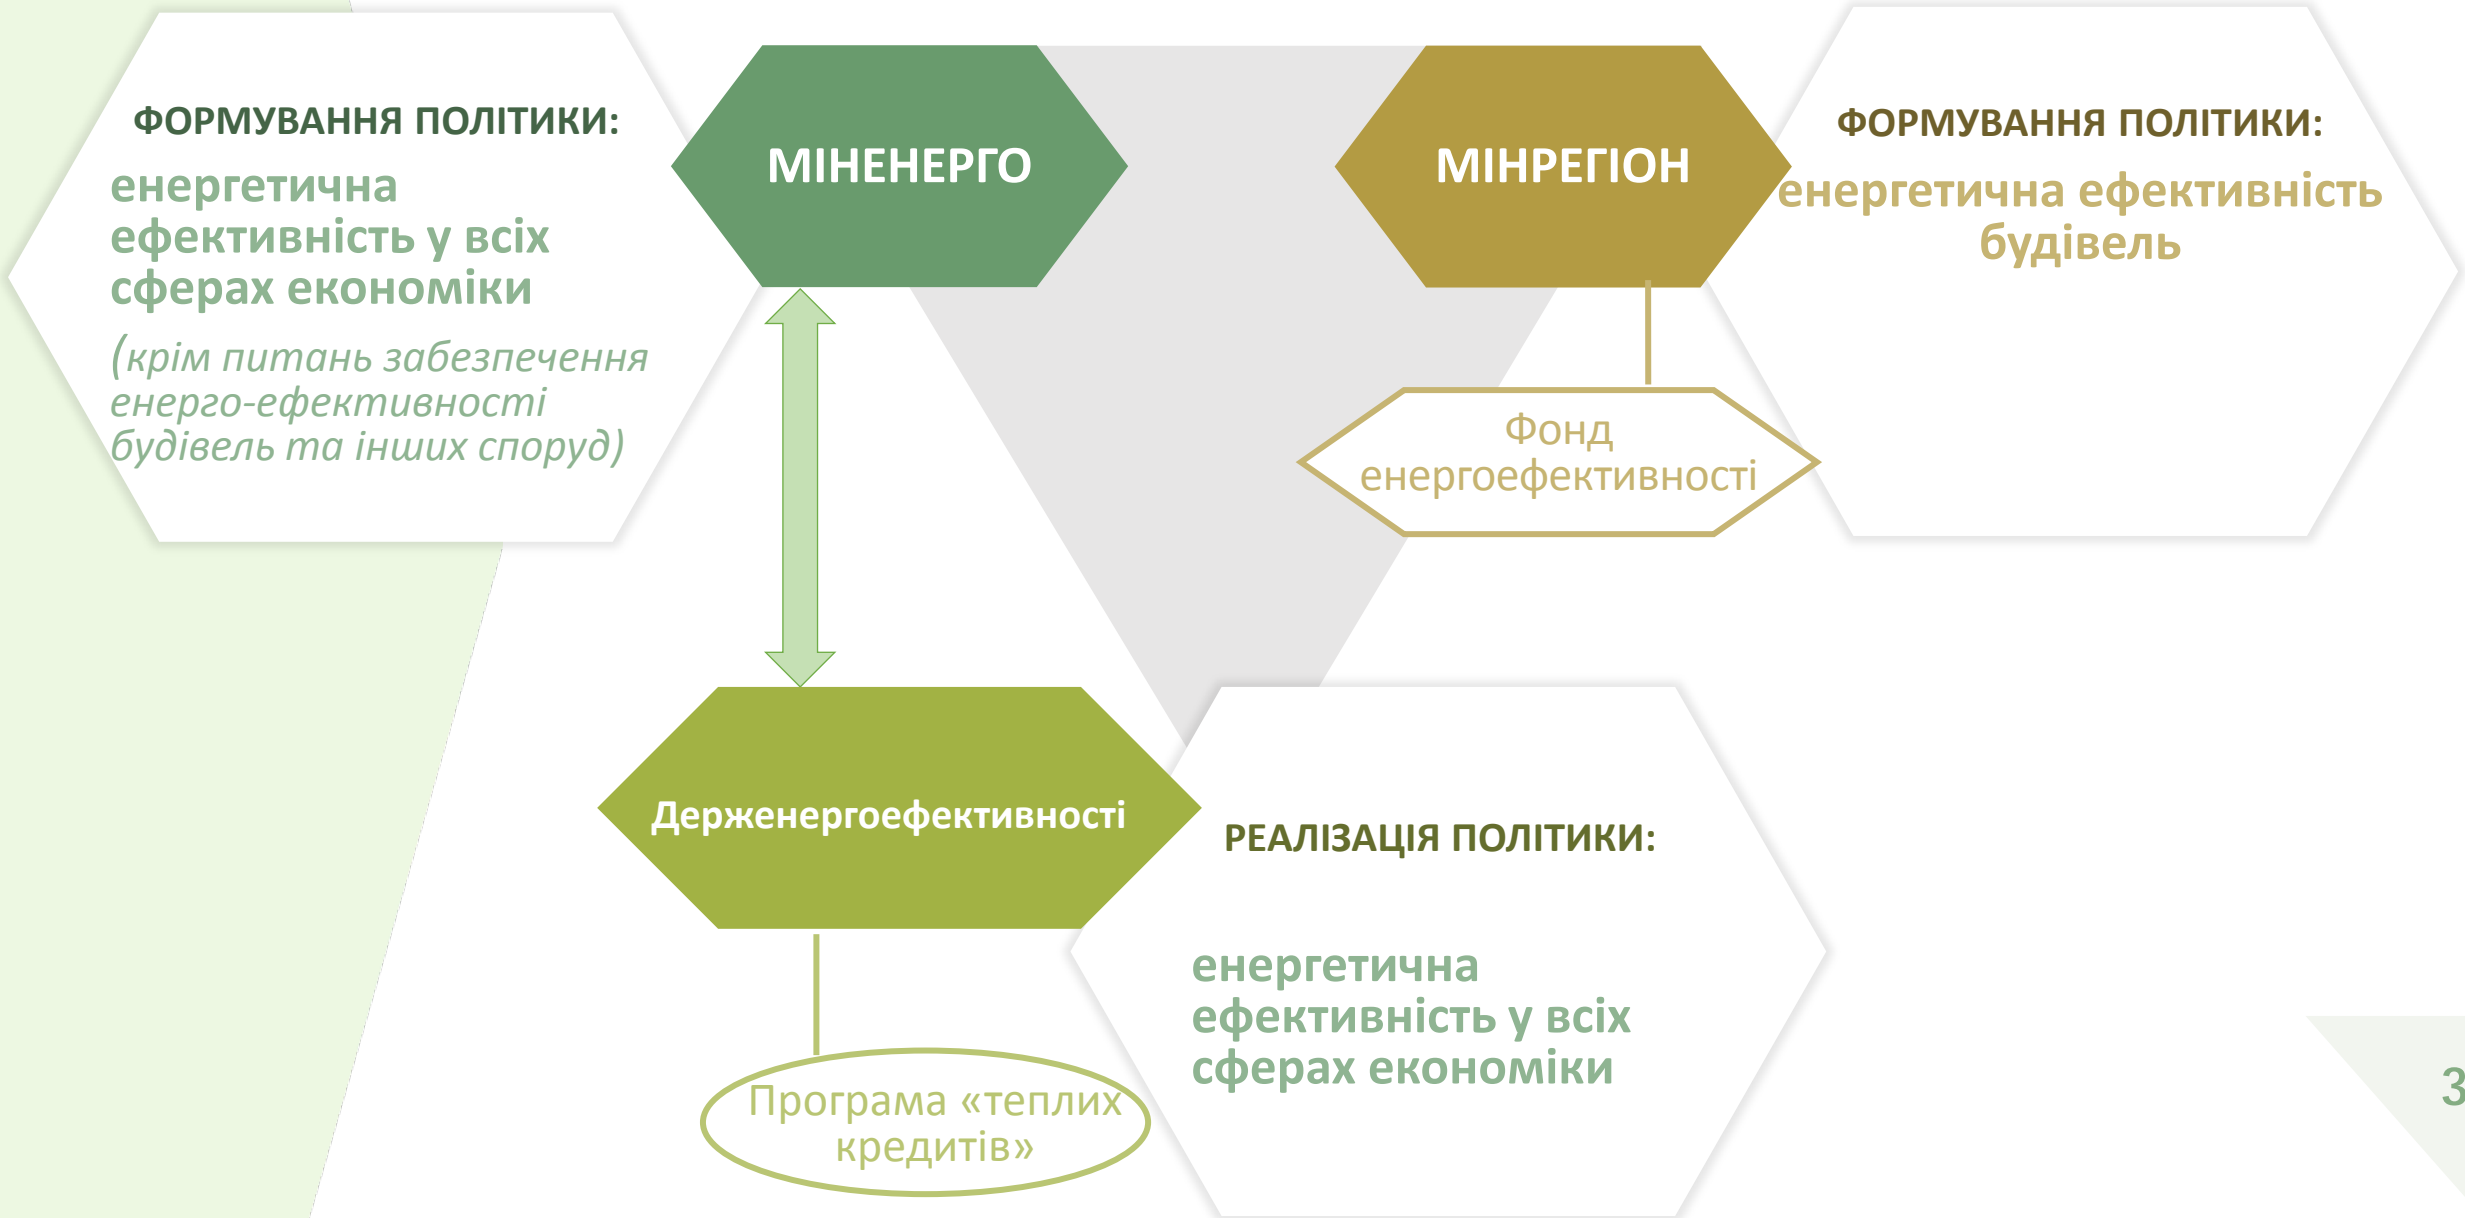 ФОРМУВАННЯ ПОЛІТИКИ:
енергетична
ефективність у всіх
сферах економіки
(крім питань забезпечення
енерго-ефективності
будівель та інших споруд)
МІНЕНЕРГО
МІНРЕГІОН
ФОРМУВАННЯ ПОЛІТИКИ:
енергетична ефективність
будівель
Фонд
енергоефективності
Держенергоефективності
РЕАЛІЗАЦІЯ ПОЛІТИКИ:
енергетична
ефективність у всіх
сферах економіки
Програма «теплих
кредитів»
3